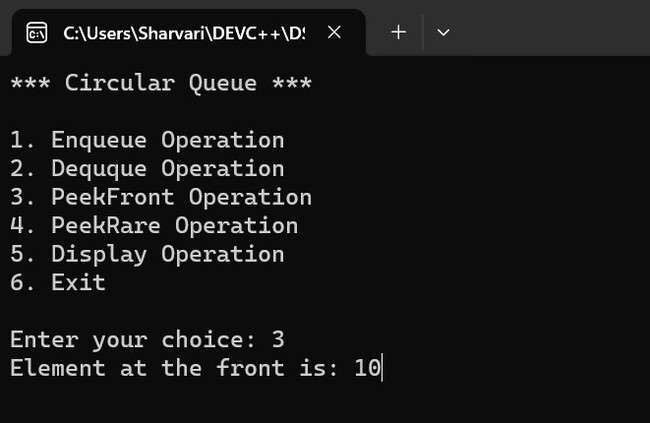 C:\Users\Sharvari\DEVC++\DS
*** Circular Queue ***
1. Enqueue Operation
2. Dequque Operation
3. PeekFront Operation
4. PeekRare Operation
5. Display Operation
6. Exit
Enter your choice: 3
Element at the front is: 10